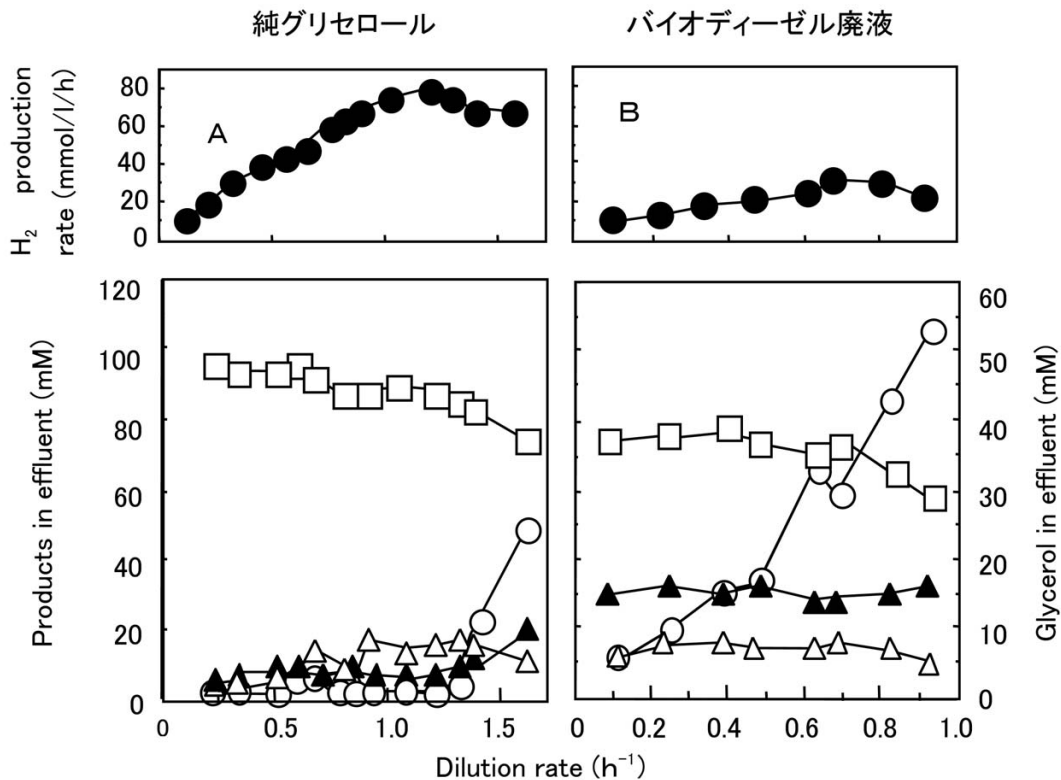 純グリセロール
バイオディーゼル廃液
H₂ production
rate (mmol/l/h)
80
60
40
20
0
A
B
Products in effluent (mM)
120
100
80
60
40
20
0
60
50
40
30
20
10
0
Glycerol in effluent (mM)
0.5 1.0 1.5
0 0.2 0.4 0.6 0.8 1.0
Dilution rate (h⁻¹)